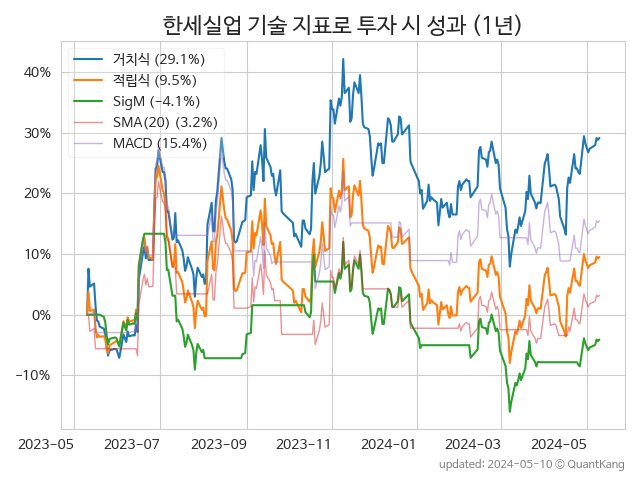 한세실업 기술 지표로 투자 시 성과 (1년)
거치식 (29.1%)
적립식 (9.5%)
SigM (−4.1%)
SMA(20) (3.2%)
MACD (15.4%)
40%
30%
20%
10%
0%
−10%
2023-05 2023-07 2023-09 2023-11 2024-01 2024-03 2024-05
updated: 2024-05-10 ⓒ QuantKang